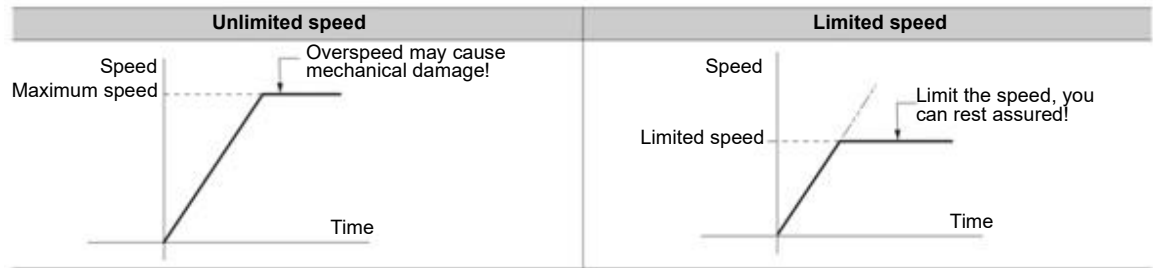 Unlimited speed
Limited speed
Overspeed may cause
mechanical damage!
Speed
Maximum speed
Time
Speed
Limit the speed, you
can rest assured!
Limited speed
Time